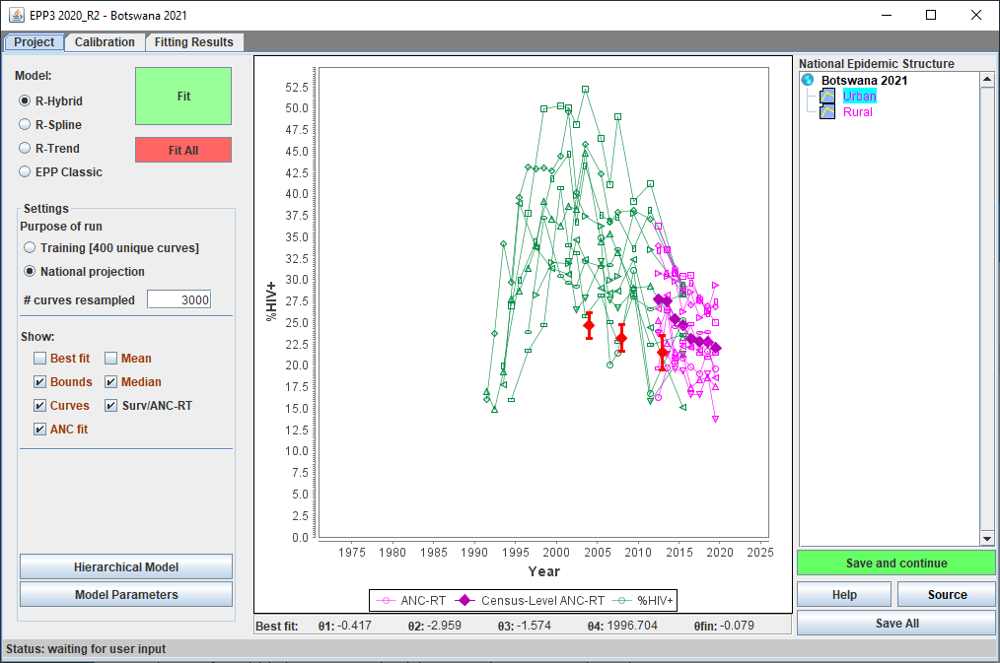 EPP3 2020_R2 - Botswana 2021
Project Calibration Fitting Results
Model:
R-Hybrid
R-Spline
R-Trend
EPP Classic
Fit
Fit All
Settings
Purpose of run
Training [400 unique curves]
National projection
# curves resampled 3000
Show:
Best fit Mean
Bounds Median
Curves Surv/ANC-RT
ANC fit
Hierarchical Model
Model Parameters
%HIV+
52.5
50.0
47.5
45.0
42.5
40.0
37.5
35.0
32.5
30.0
27.5
25.0
22.5
20.0
17.5
15.0
12.5
10.0
7.5
5.0
2.5
0.0
1975 1980 1985 1990 1995 2000 2005 2010 2015 2020 2025
Year
ANC-RT Census-Level ANC-RT %HIV+
Best fit: θ1: -0.417 θ2: -2.959 θ3: -1.574 θ4: 1996.704 θfin: -0.079
National Epidemic Structure
Botswana 2021
Urban
Rural
Save and continue
Help Source
Save All
Status: waiting for user input